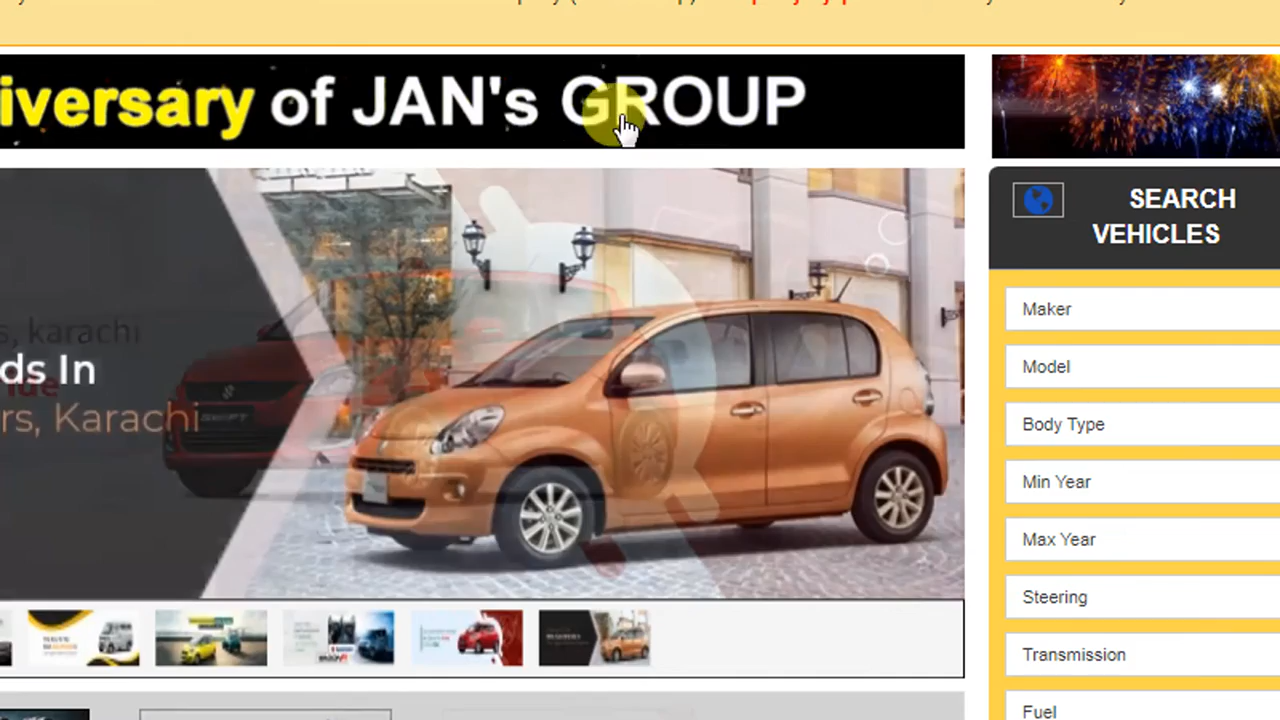 iversary of JAN's GROUP
SEARCH
VEHICLES
s, karachi
ds In
rs, Karachi
SWIFT
Maker
Model
Body Type
Min Year
Max Year
Steering
Transmission
Fuel